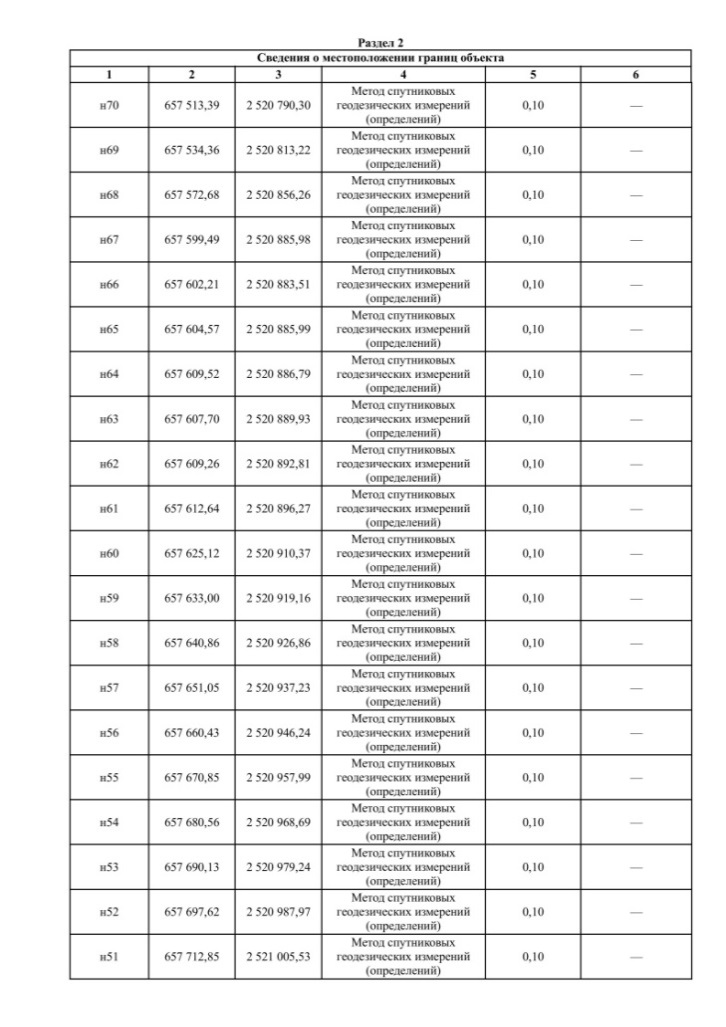 Раздел 2
Сведения о местоположении границ объекта
1 2 3 4 5 6
н70 657 513,39 2 520 790,30 Метод спутниковых геодезических измерений (определений) 0,10 —
н69 657 534,36 2 520 813,22 Метод спутниковых геодезических измерений (определений) 0,10 —
н68 657 572,68 2 520 856,26 Метод спутниковых геодезических измерений (определений) 0,10 —
н67 657 599,49 2 520 885,98 Метод спутниковых геодезических измерений (определений) 0,10 —
н66 657 602,21 2 520 883,51 Метод спутниковых геодезических измерений (определений) 0,10 —
н65 657 604,57 2 520 885,99 Метод спутниковых геодезических измерений (определений) 0,10 —
н64 657 609,52 2 520 886,79 Метод спутниковых геодезических измерений (определений) 0,10 —
н63 657 607,70 2 520 889,93 Метод спутниковых геодезических измерений (определений) 0,10 —
н62 657 609,26 2 520 892,81 Метод спутниковых геодезических измерений (определений) 0,10 —
н61 657 612,64 2 520 896,27 Метод спутниковых геодезических измерений (определений) 0,10 —
н60 657 625,12 2 520 910,37 Метод спутниковых геодезических измерений (определений) 0,10 —
н59 657 633,00 2 520 919,16 Метод спутниковых геодезических измерений (определений) 0,10 —
н58 657 640,86 2 520 926,86 Метод спутниковых геодезических измерений (определений) 0,10 —
н57 657 651,05 2 520 937,23 Метод спутниковых геодезических измерений (определений) 0,10 —
н56 657 660,43 2 520 946,24 Метод спутниковых геодезических измерений (определений) 0,10 —
н55 657 670,85 2 520 957,99 Метод спутниковых геодезических измерений (определений) 0,10 —
н54 657 680,56 2 520 968,69 Метод спутниковых геодезических измерений (определений) 0,10 —
н53 657 690,13 2 520 979,24 Метод спутниковых геодезических измерений (определений) 0,10 —
н52 657 697,62 2 520 987,97 Метод спутниковых геодезических измерений (определений) 0,10 —
н51 657 712,85 2 521 005,53 Метод спутниковых геодезических измерений (определений) 0,10 —